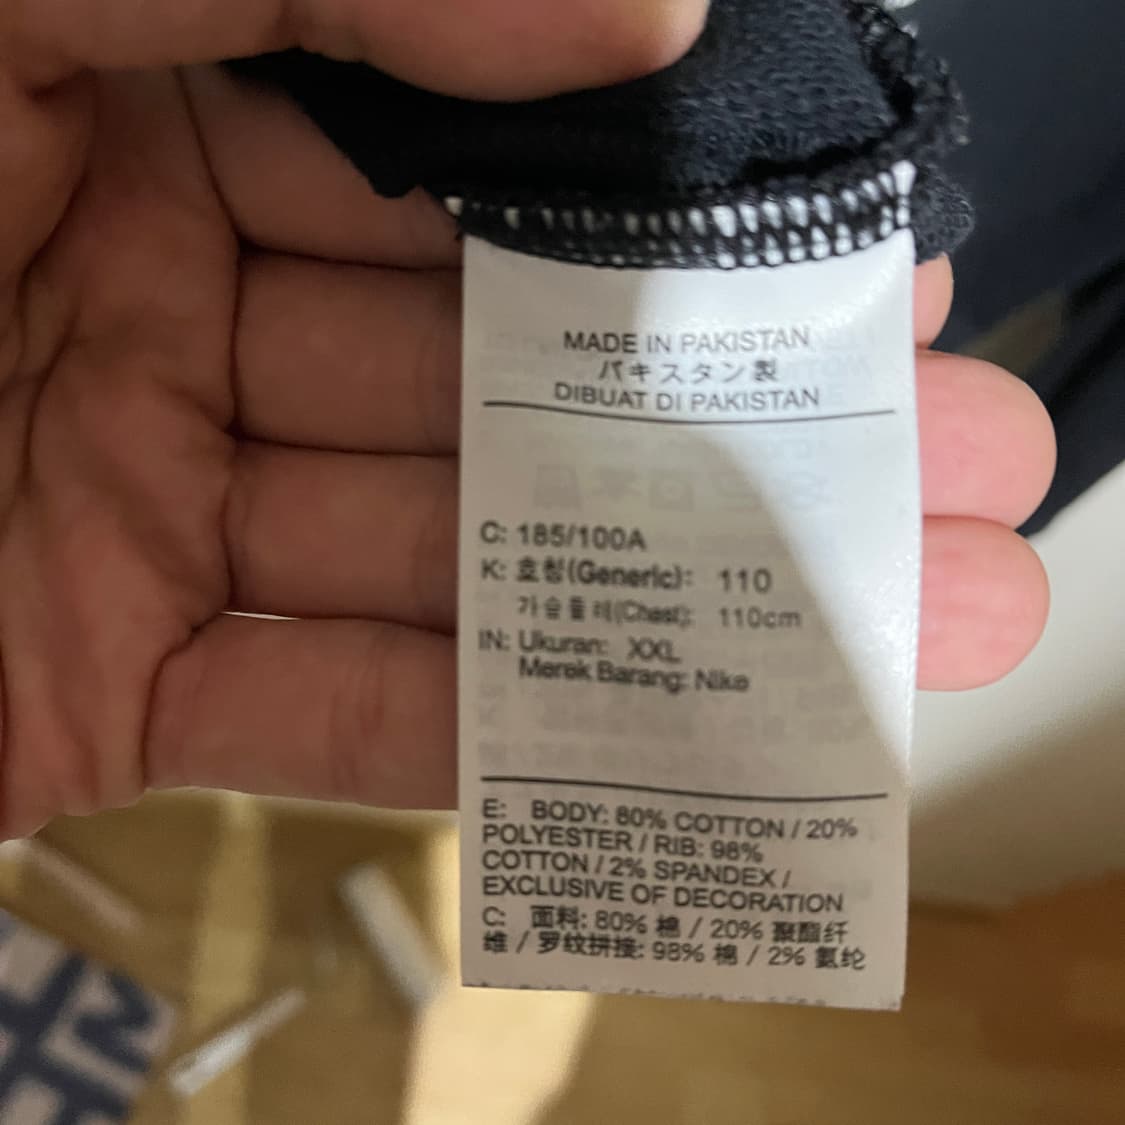 MADE IN PAKISTAN
パキスタン製
DIBUAT DI PAKISTAN
C: 185/100A
K: 호칭(Generic): 110
가슴둘레(Chest): 110cm
IN: Ukuran: XXL
Merek Barang: Nike
E: BODY: 80% COTTON / 20%
POLYESTER / RIB: 98%
COTTON / 2% SPANDEX /
EXCLUSIVE OF DECORATION
C: 面料: 80% 棉 / 20% 聚酯纤
维 / 罗纹拼接: 98% 棉 / 2% 氨纶